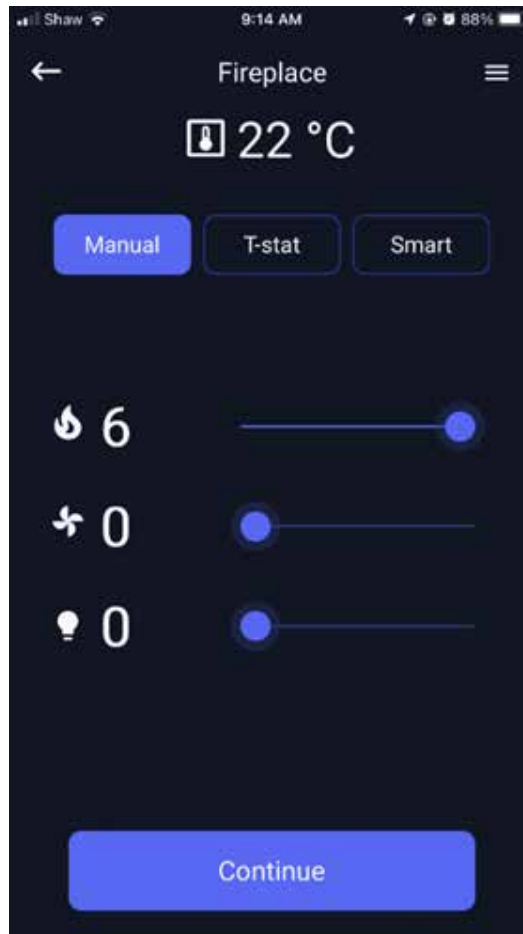 Shaw 9:14 AM 88%
Fireplace
22 °C
Manual T-stat Smart
6
0
0
Continue